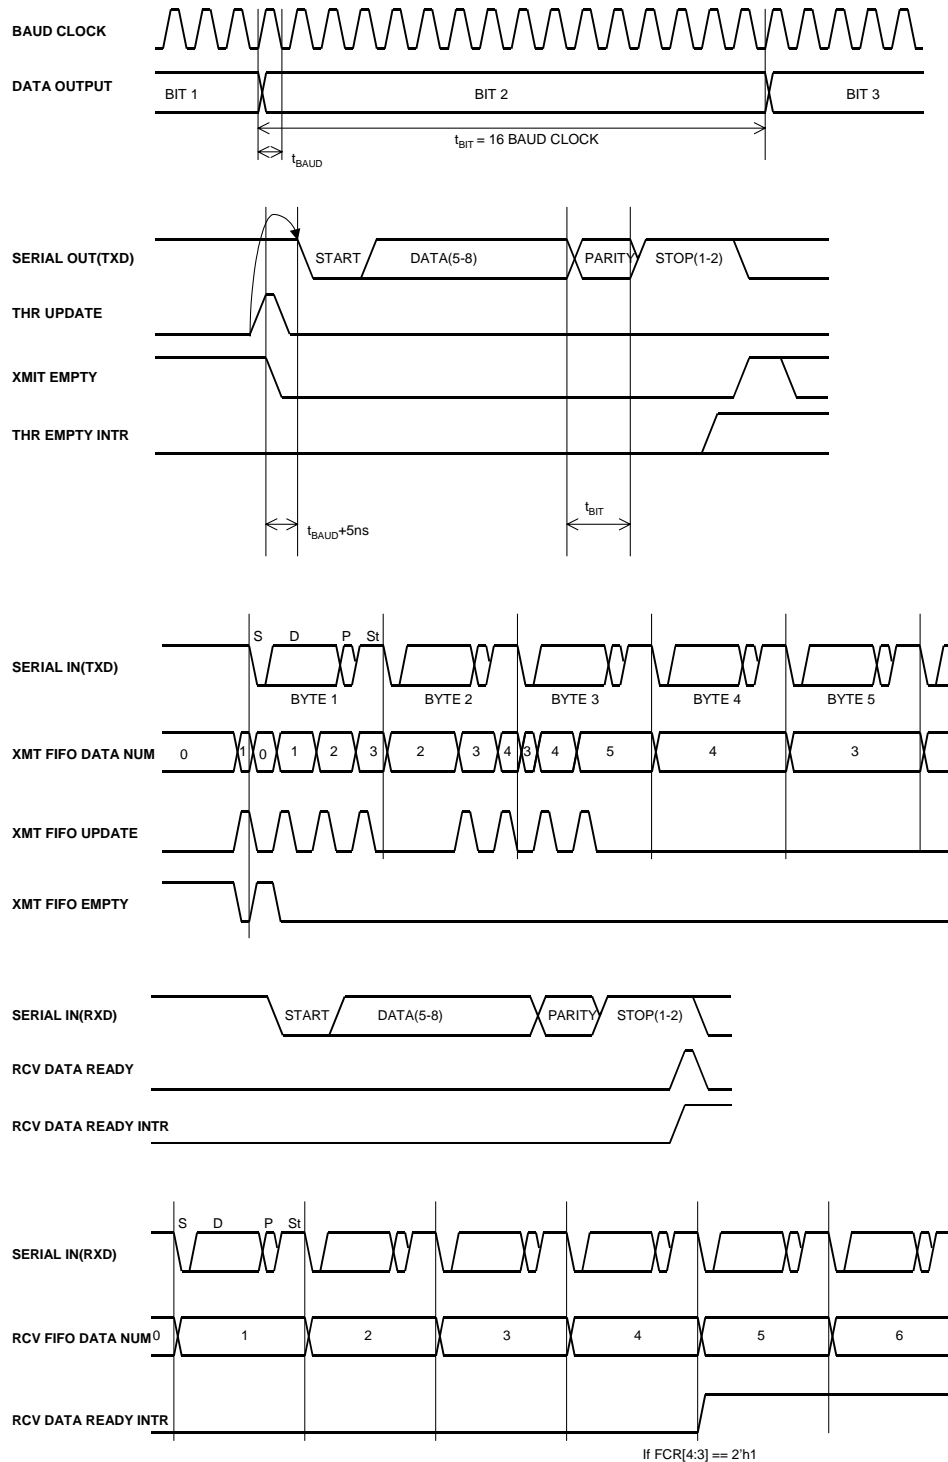 BAUD CLOCK
DATA OUTPUT
BIT 1
BIT 2
BIT 3
tBIT = 16 BAUD CLOCK
tBAUD
SERIAL OUT(TXD)
START
DATA(5-8)
PARITY
STOP(1-2)
THR UPDATE
XMIT EMPTY
THR EMPTY INTR
tBAUD+5ns
tBIT
S
D
P
St
SERIAL IN(TXD)
BYTE 1
BYTE 2
BYTE 3
BYTE 4
BYTE 5
XMT FIFO DATA NUM
0
1
0
1
2
3
2
3
4
3
4
5
4
3
XMT FIFO UPDATE
XMT FIFO EMPTY
SERIAL IN(RXD)
START
DATA(5-8)
PARITY
STOP(1-2)
RCV DATA READY
RCV DATA READY INTR
S
D
P
St
SERIAL IN(RXD)
RCV FIFO DATA NUM
0
1
2
3
4
5
6
RCV DATA READY INTR
If FCR[4:3] == 2'h1